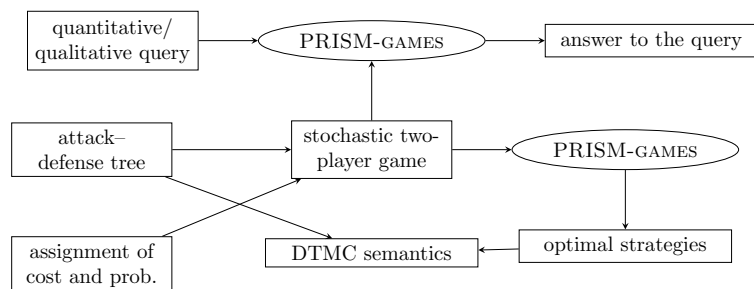 quantitative/
qualitative query
PRISM-GAMES
answer to the query
attack–
defense tree
stochastic two-
player game
PRISM-GAMES
assignment of
cost and prob.
DTMC semantics
optimal strategies